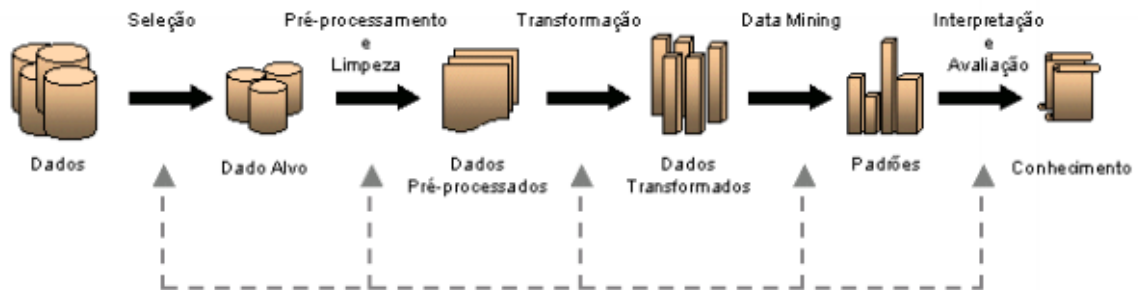 Seleção
Pré-processamento
e
Limpeza
Transformação
Data Mining
Interpretação
e
Avaliação
Dados
Dado Alvo
Dados
Pré-processados
Dados
Transformados
Padrões
Conhecimento